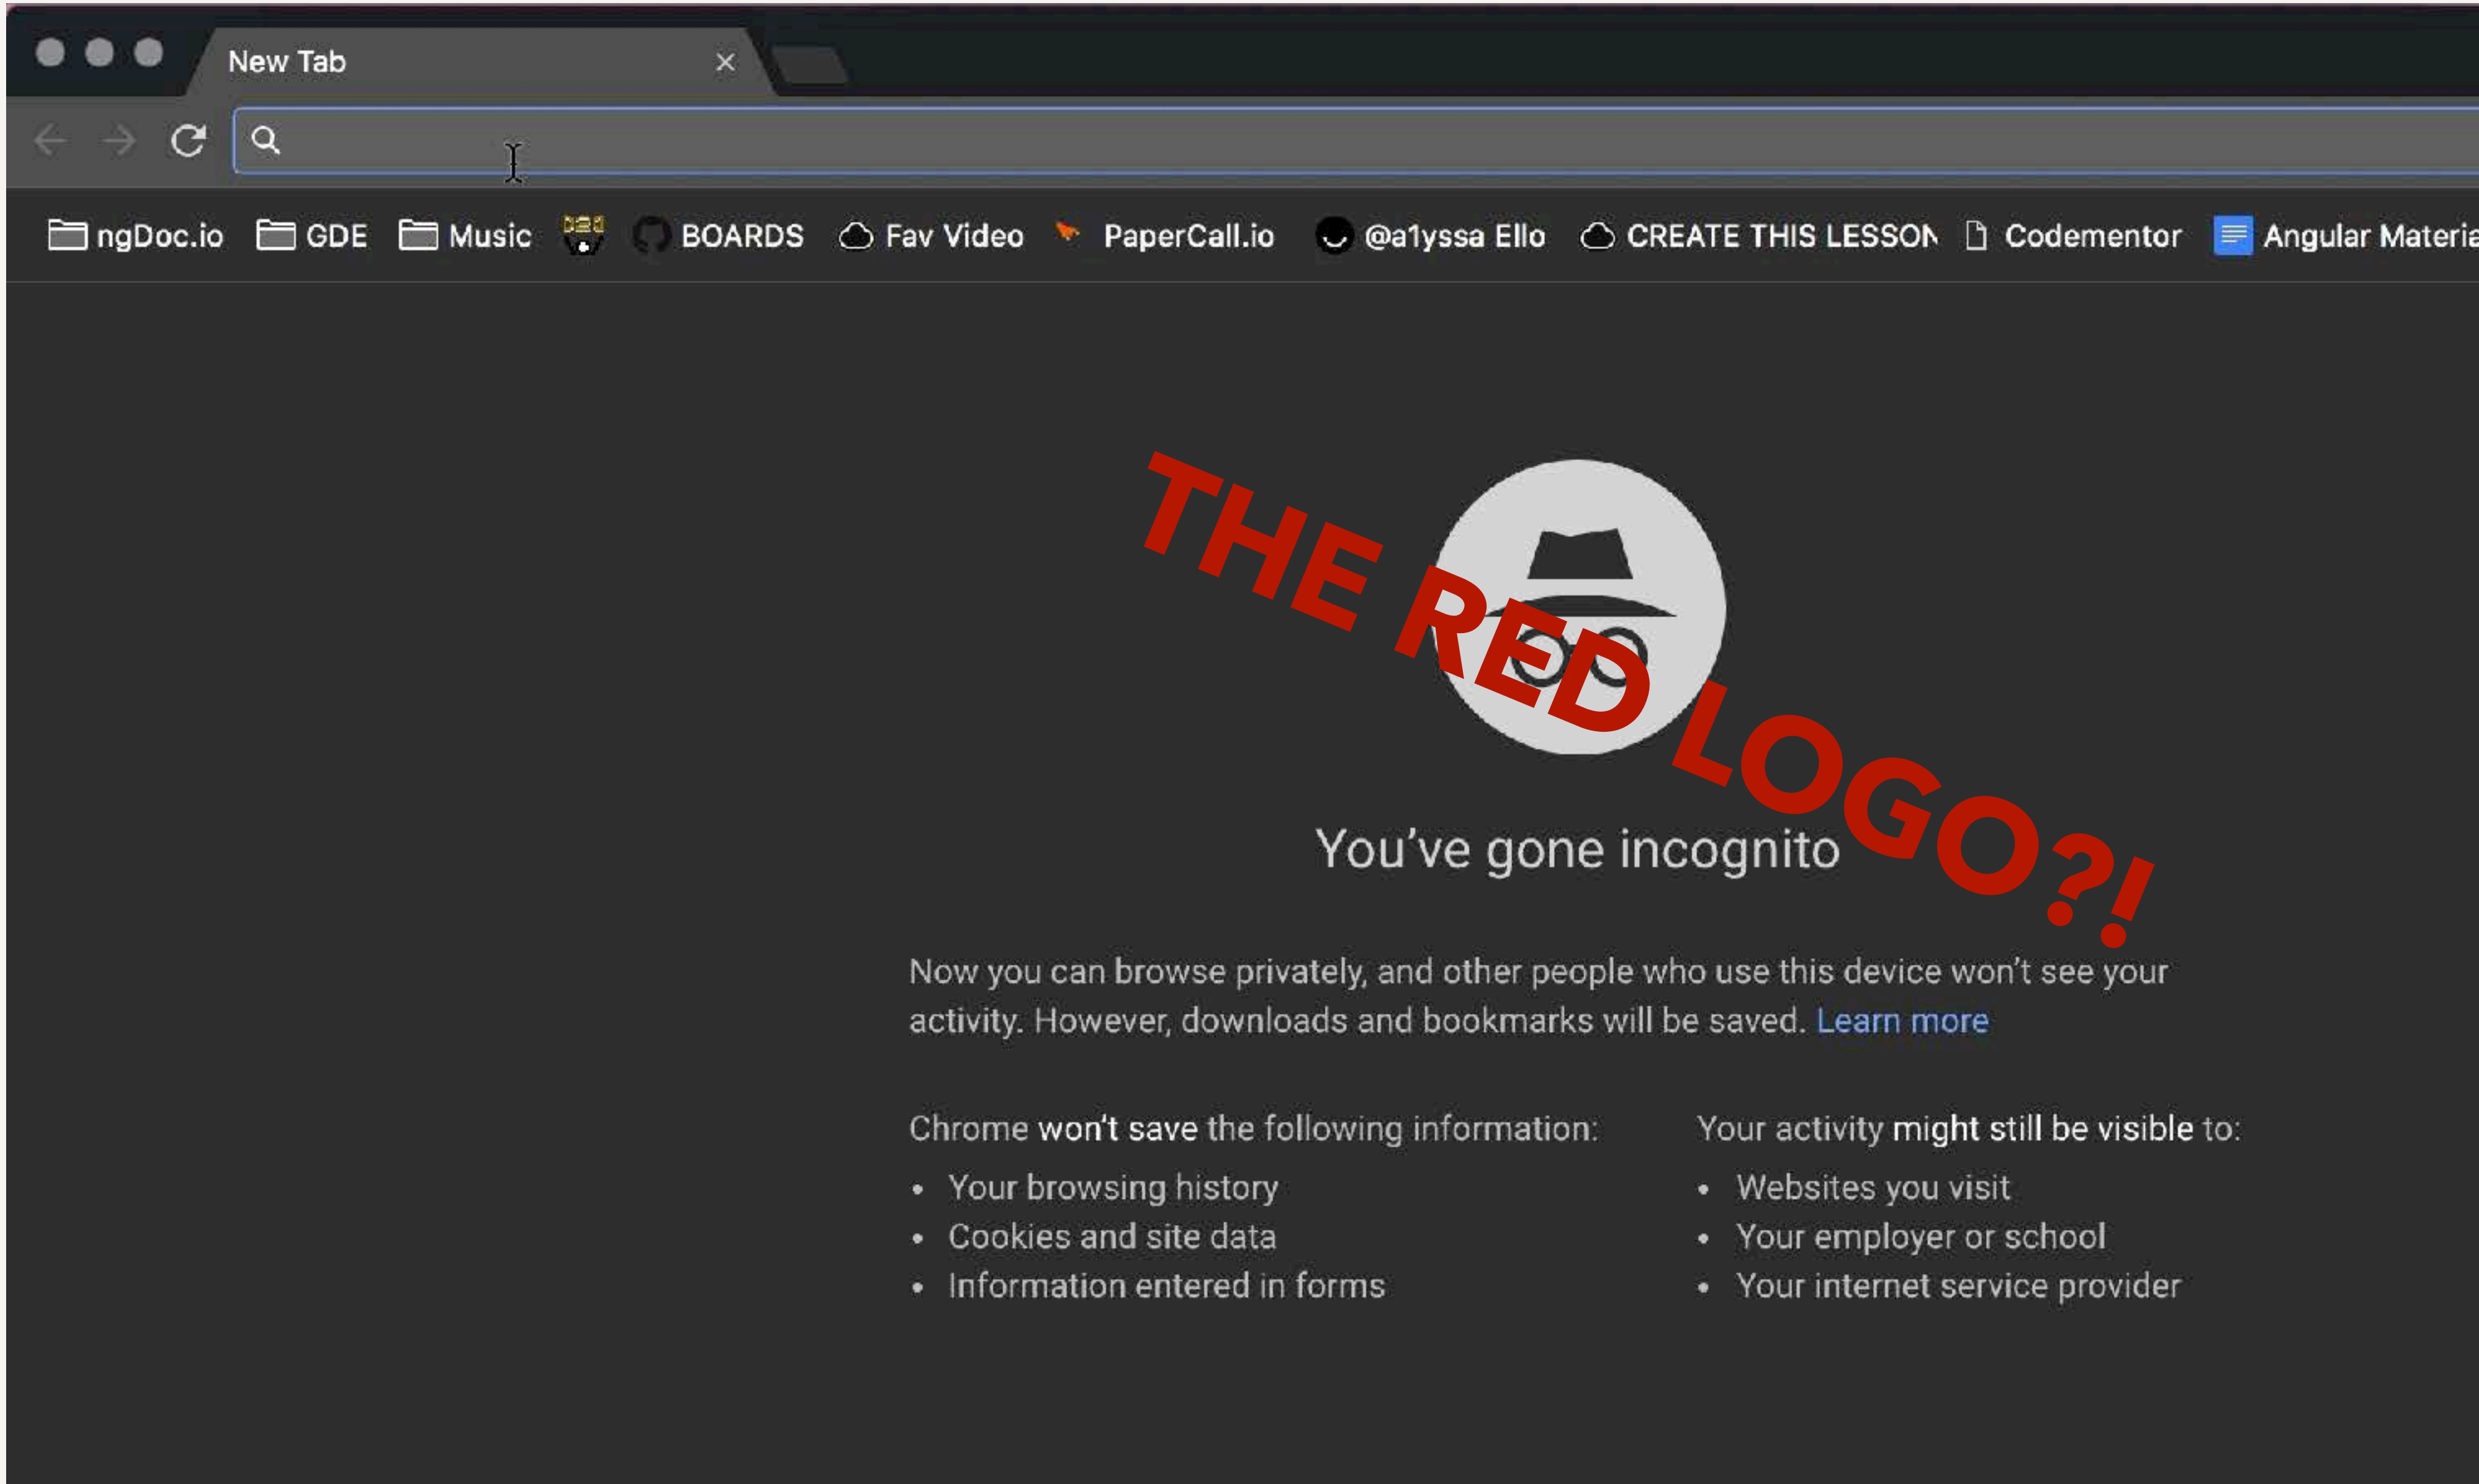 New Tab
ngDoc.io GDE Music BOARDS Fav Video PaperCall.io @a1yssa Ello CREATE THIS LESSON Codementor Angular Materia
THE RED LOGO?!
You've gone incognito
Now you can browse privately, and other people who use this device won't see your
activity. However, downloads and bookmarks will be saved. Learn more
Chrome won't save the following information:
• Your browsing history
• Cookies and site data
• Information entered in forms
Your activity might still be visible to:
• Websites you visit
• Your employer or school
• Your internet service provider